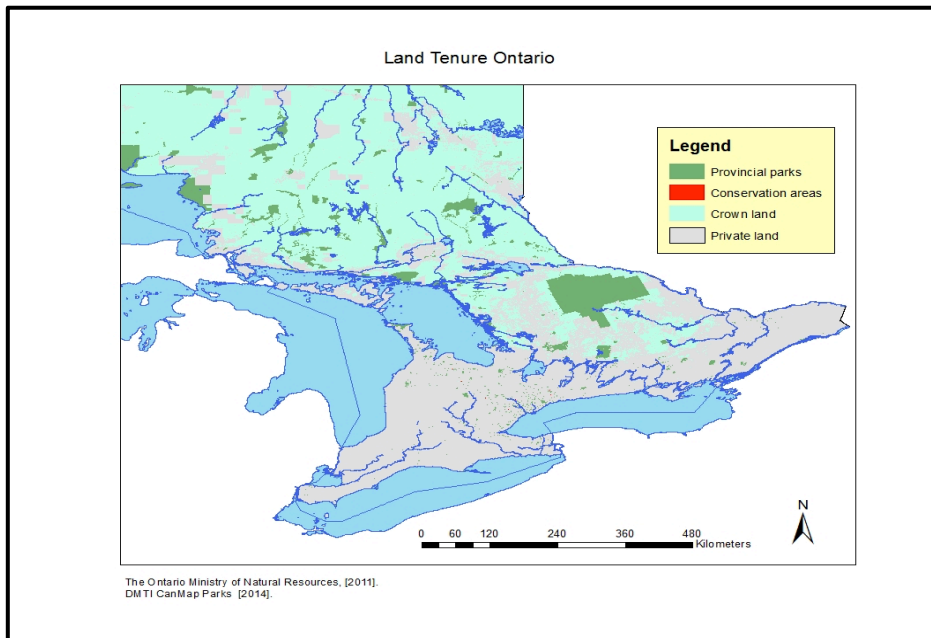 Land Tenure Ontario
Legend
Provincial parks
Conservation areas
Crown land
Private land
N
0 60 120 240 360 480
Kilometers
The Ontario Ministry of Natural Resources, [2011].
DMTI CanMap Parks [2014].